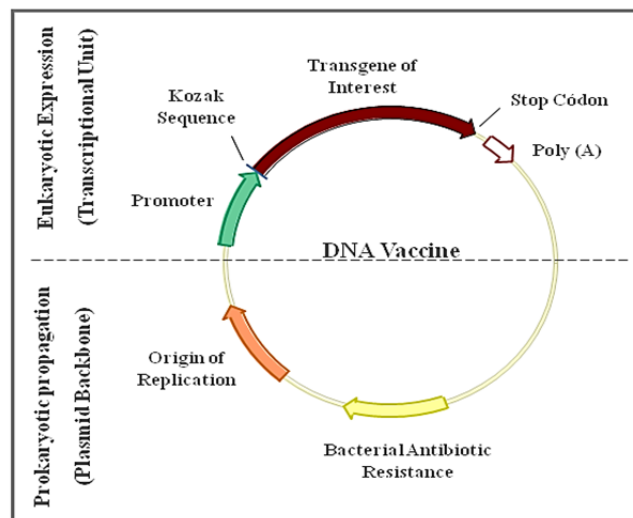 Eukaryotic Expression
(Transcriptional Unit)
Transgene of
Interest
Kozak
Sequence
Stop Códon
Poly (A)
Promoter
DNA Vaccine
Prokaryotic propagation
(Plasmid Backbone)
Origin of
Replication
Bacterial Antibiotic
Resistance